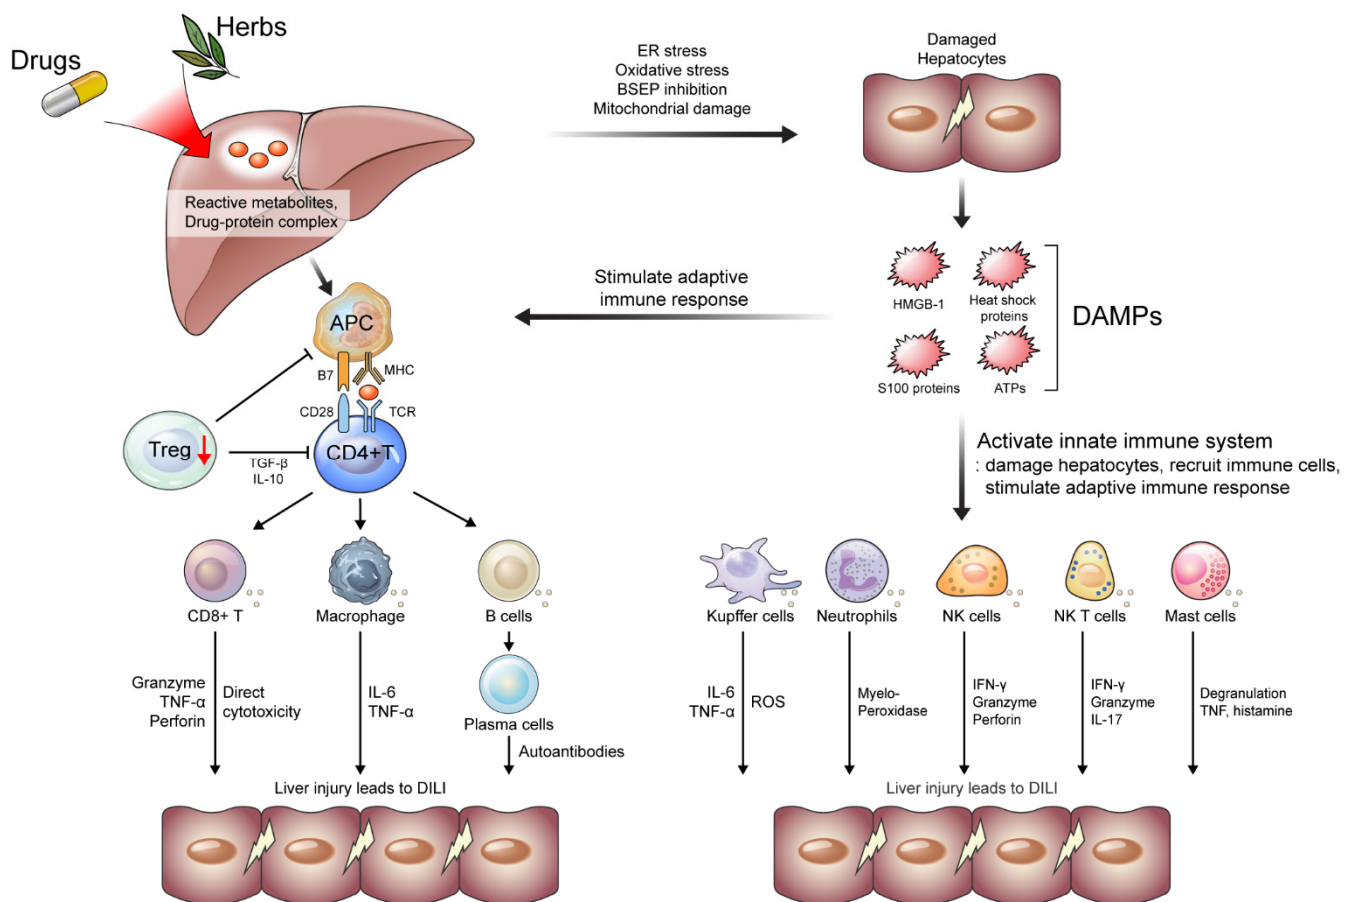 Herbs
Drugs
ER stress
Oxidative stress
BSEP inhibition
Mitochondrial damage
Damaged
Hepatocytes
Reactive metabolites,
Drug-protein complex
HMGB-1
Heat shock
proteins
S100 proteins
ATPs
DAMPs
Stimulate adaptive
immune response
APC
B7
MHC
CD28
TCR
Treg
TGF-β
IL-10
CD4+T
Activate innate immune system
: damage hepatocytes, recruit immune cells,
stimulate adaptive immune response
CD8+ T
Macrophage
B cells
Plasma cells
Granzyme
TNF-α
Perforin
Direct
cytotoxicity
IL-6
TNF-α
Autoantibodies
Liver injury leads to DILI
Kupffer cells
Neutrophils
NK cells
NK T cells
Mast cells
IL-6
TNF-α
ROS
Myelo-
Peroxidase
IFN-γ
Granzyme
Perforin
IFN-γ
Granzyme
IL-17
Degranulation
TNF, histamine
Liver injury leads to DILI